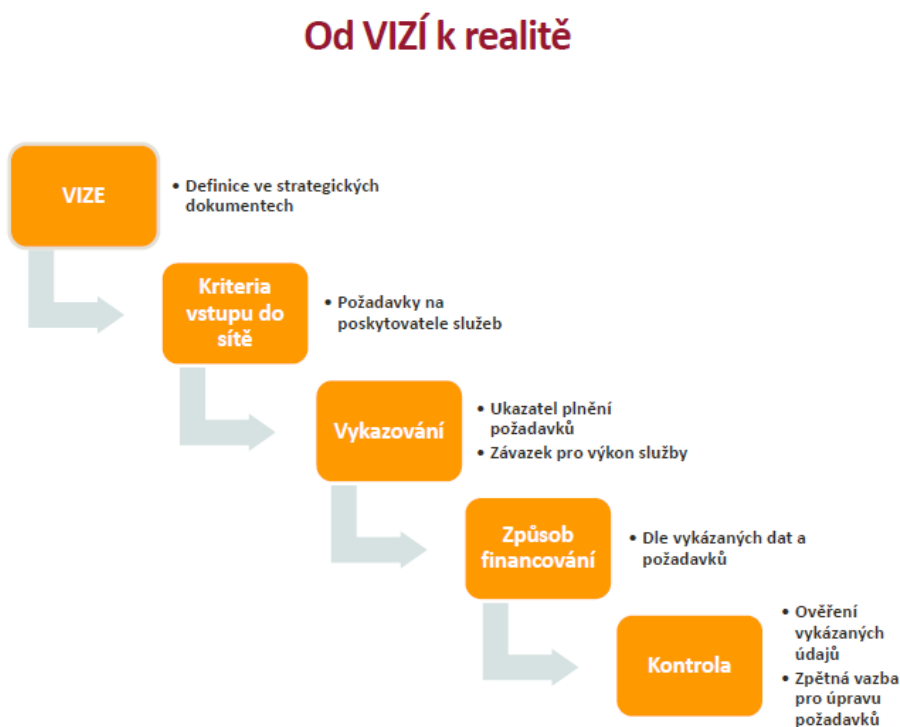 Od VIZÍ k realitě
VIZE
• Definice ve strategických
dokumentech
Kriteria
vstupu do
sítě
• Požadavky na
poskytovatele služeb
Vykazování
• Ukazatel plnění
požadavků
• Závazek pro výkon služby
Způsob
financování
• Dle vykázaných dat a
požadavků
Kontrola
• Ověření
vykázaných
údajů
• Zpětná vazba
pro úpravu
požadavků